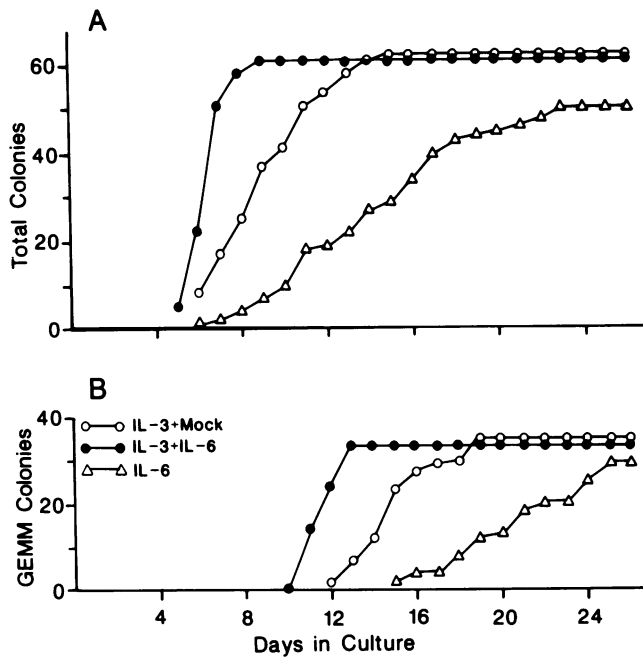 A
60
40
20
0
Total Colonies
B
40
20
0
GEMM Colonies
IL-3+Mock
IL-3+IL-6
IL-6
4 8 12 16 20 24
Days in Culture